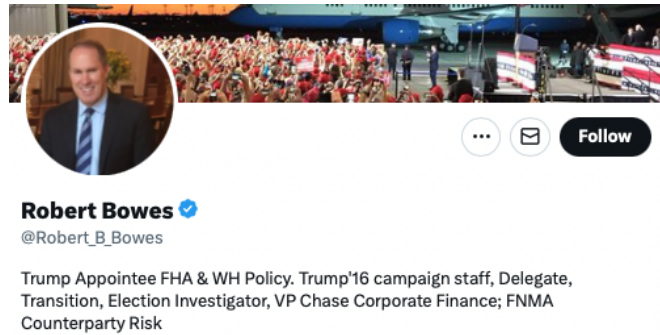 Follow
Robert Bowes
@Robert_B_Bowes
Trump Appointee FHA & WH Policy. Trump'16 campaign staff, Delegate,
Transition, Election Investigator, VP Chase Corporate Finance; FNMA
Counterparty Risk